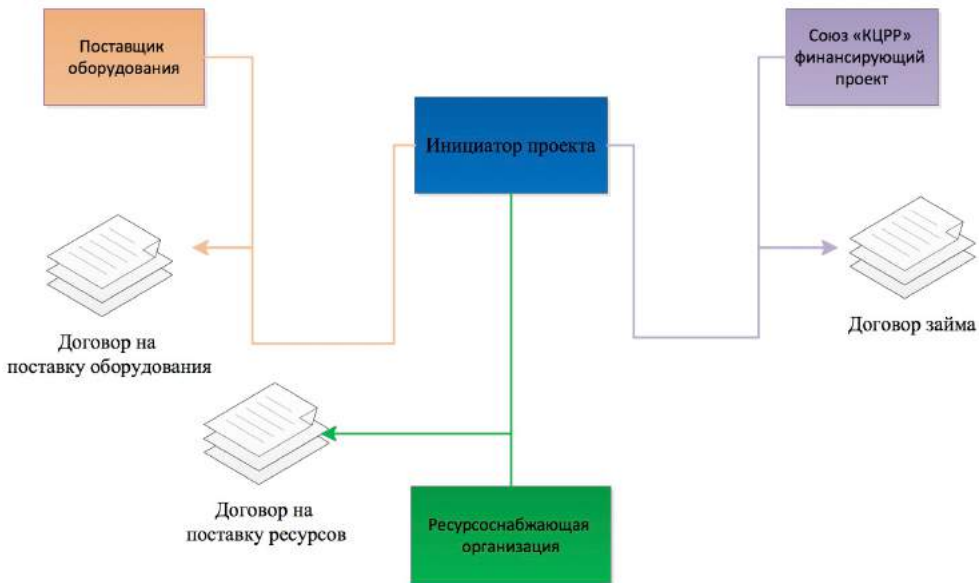 Поставщик
оборудования
Союз «КЦРР»
финансирующий
проект
Инициатор проекта
Договор на
поставку оборудования
Договор займа
Договор на
поставку ресурсов
Ресурсоснабжающая
организация